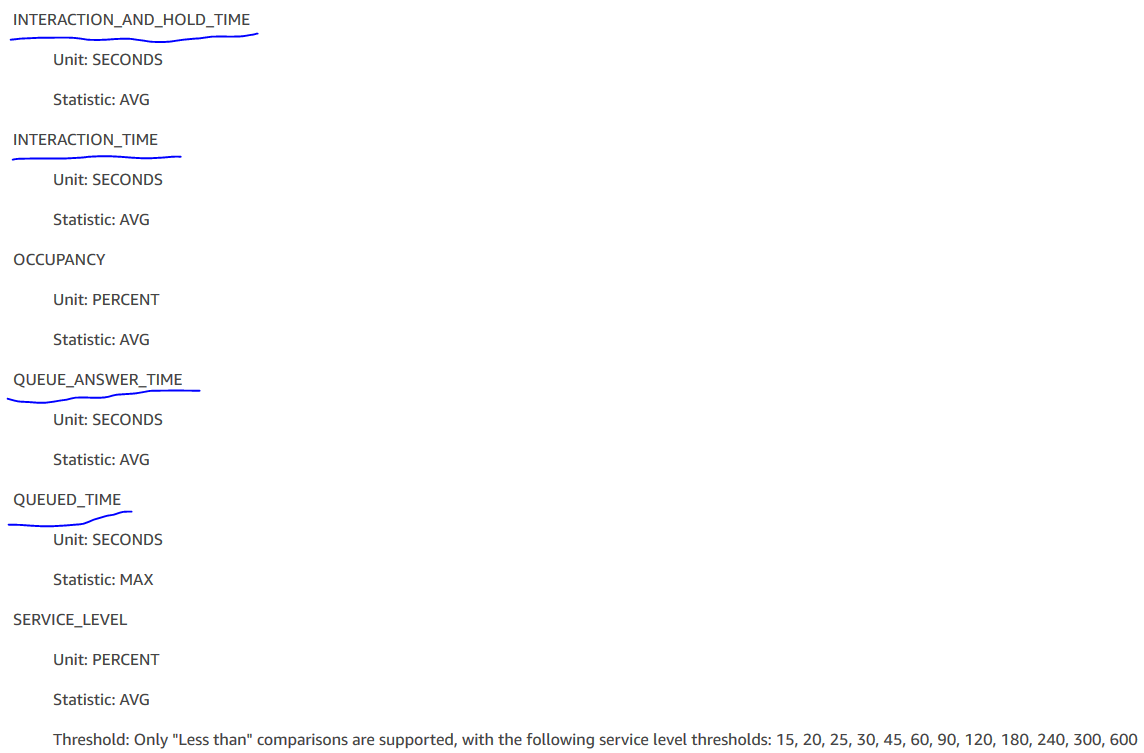 INTERACTION_AND_HOLD_TIME
Unit: SECONDS
Statistic: AVG
INTERACTION_TIME
Unit: SECONDS
Statistic: AVG
OCCUPANCY
Unit: PERCENT
Statistic: AVG
QUEUE_ANSWER_TIME
Unit: SECONDS
Statistic: AVG
QUEUED_TIME
Unit: SECONDS
Statistic: MAX
SERVICE_LEVEL
Unit: PERCENT
Statistic: AVG
Threshold: Only "Less than" comparisons are supported, with the following service level thresholds: 15, 20, 25, 30, 45, 60, 90, 120, 180, 240, 300, 600